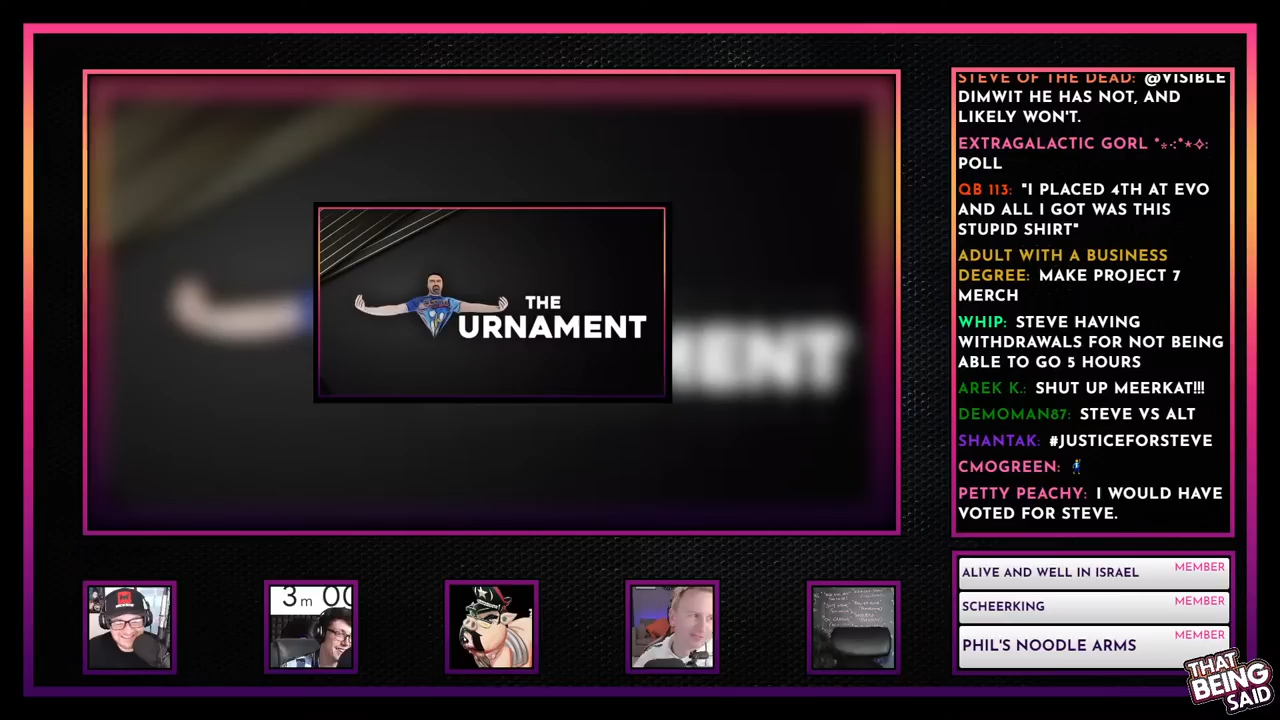 THE
URNAMENT
MENT
STEVE OF THE DEAD: @VISIBLE
DIMWIT HE HAS NOT, AND
LIKELY WON'T.
EXTRAGALACTIC GORL *⁎⁺˳✧:
POLL
QB 113: "I PLACED 4TH AT EVO
AND ALL I GOT WAS THIS
STUPID SHIRT"
ADULT WITH A BUSINESS
DEGREE: MAKE PROJECT 7
MERCH
WHIP: STEVE HAVING
WITHDRAWALS FOR NOT BEING
ABLE TO GO 5 HOURS
AREK K.: SHUT UP MEERKAT!!!
DEMOMAN87: STEVE VS ALT
SHANTAK: #JUSTICEFORSTEVE
CMOGREEN:
PETTY PEACHY: I WOULD HAVE
VOTED FOR STEVE.
ALIVE AND WELL IN ISRAEL MEMBER
SCHEERKING MEMBER
PHIL'S NOODLE ARMS MEMBER
3 m 00
THAT
BEING
SAID